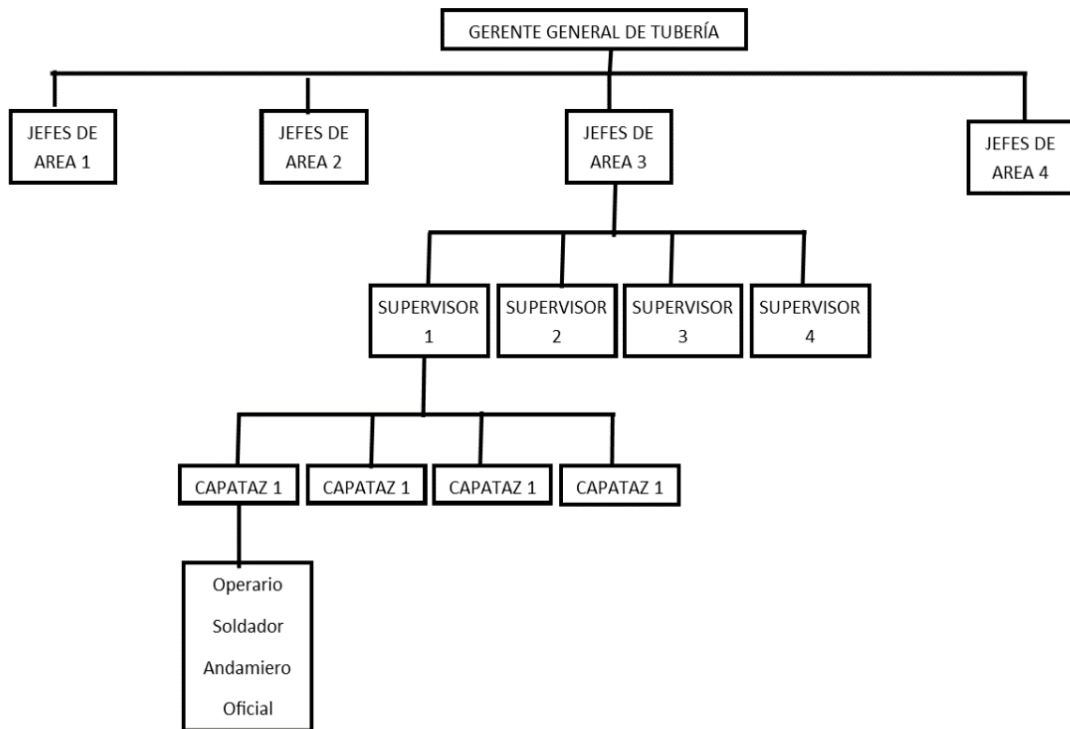 GERENTE GENERAL DE TUBERÍA
JEFES DE
AREA 1
JEFES DE
AREA 2
JEFES DE
AREA 3
JEFES DE
AREA 4
SUPERVISOR
1
SUPERVISOR
2
SUPERVISOR
3
SUPERVISOR
4
CAPATAZ 1
CAPATAZ 1
CAPATAZ 1
CAPATAZ 1
Operario
Soldador
Andamiero
Oficial